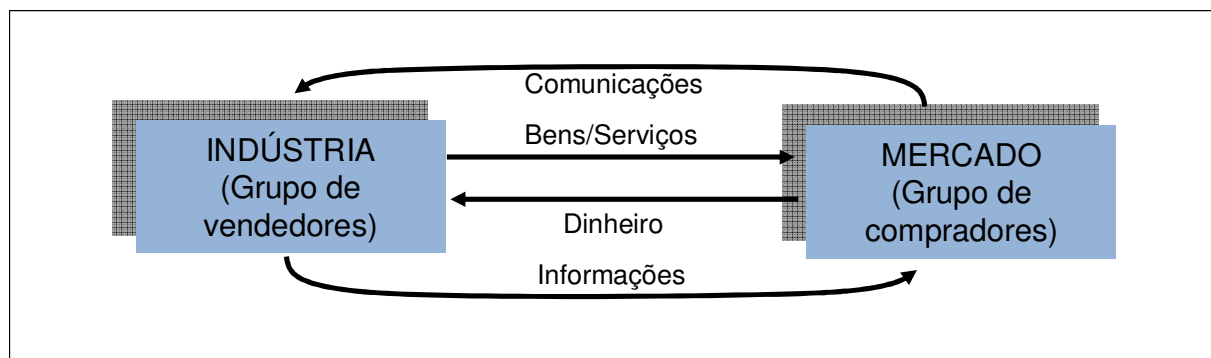 Comunicações
Bens/Serviços
INDÚSTRIA
(Grupo de
vendedores)
MERCADO
(Grupo de
compradores)
Dinheiro
Informações